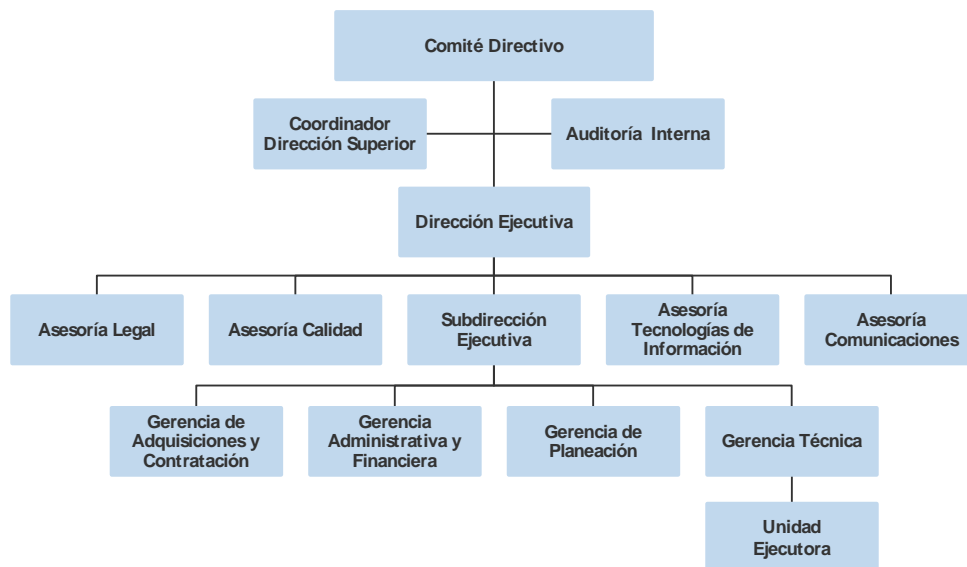 Comité Directivo
Coordinador
Dirección Superior
Auditoría Interna
Dirección Ejecutiva
Asesoría Legal
Asesoría Calidad
Subdirección
Ejecutiva
Asesoría
Tecnologías de
Información
Asesoría
Comunicaciones
Gerencia de
Adquisiciones y
Contratación
Gerencia
Administrativa y
Financiera
Gerencia de
Planeación
Gerencia Técnica
Unidad
Ejecutora